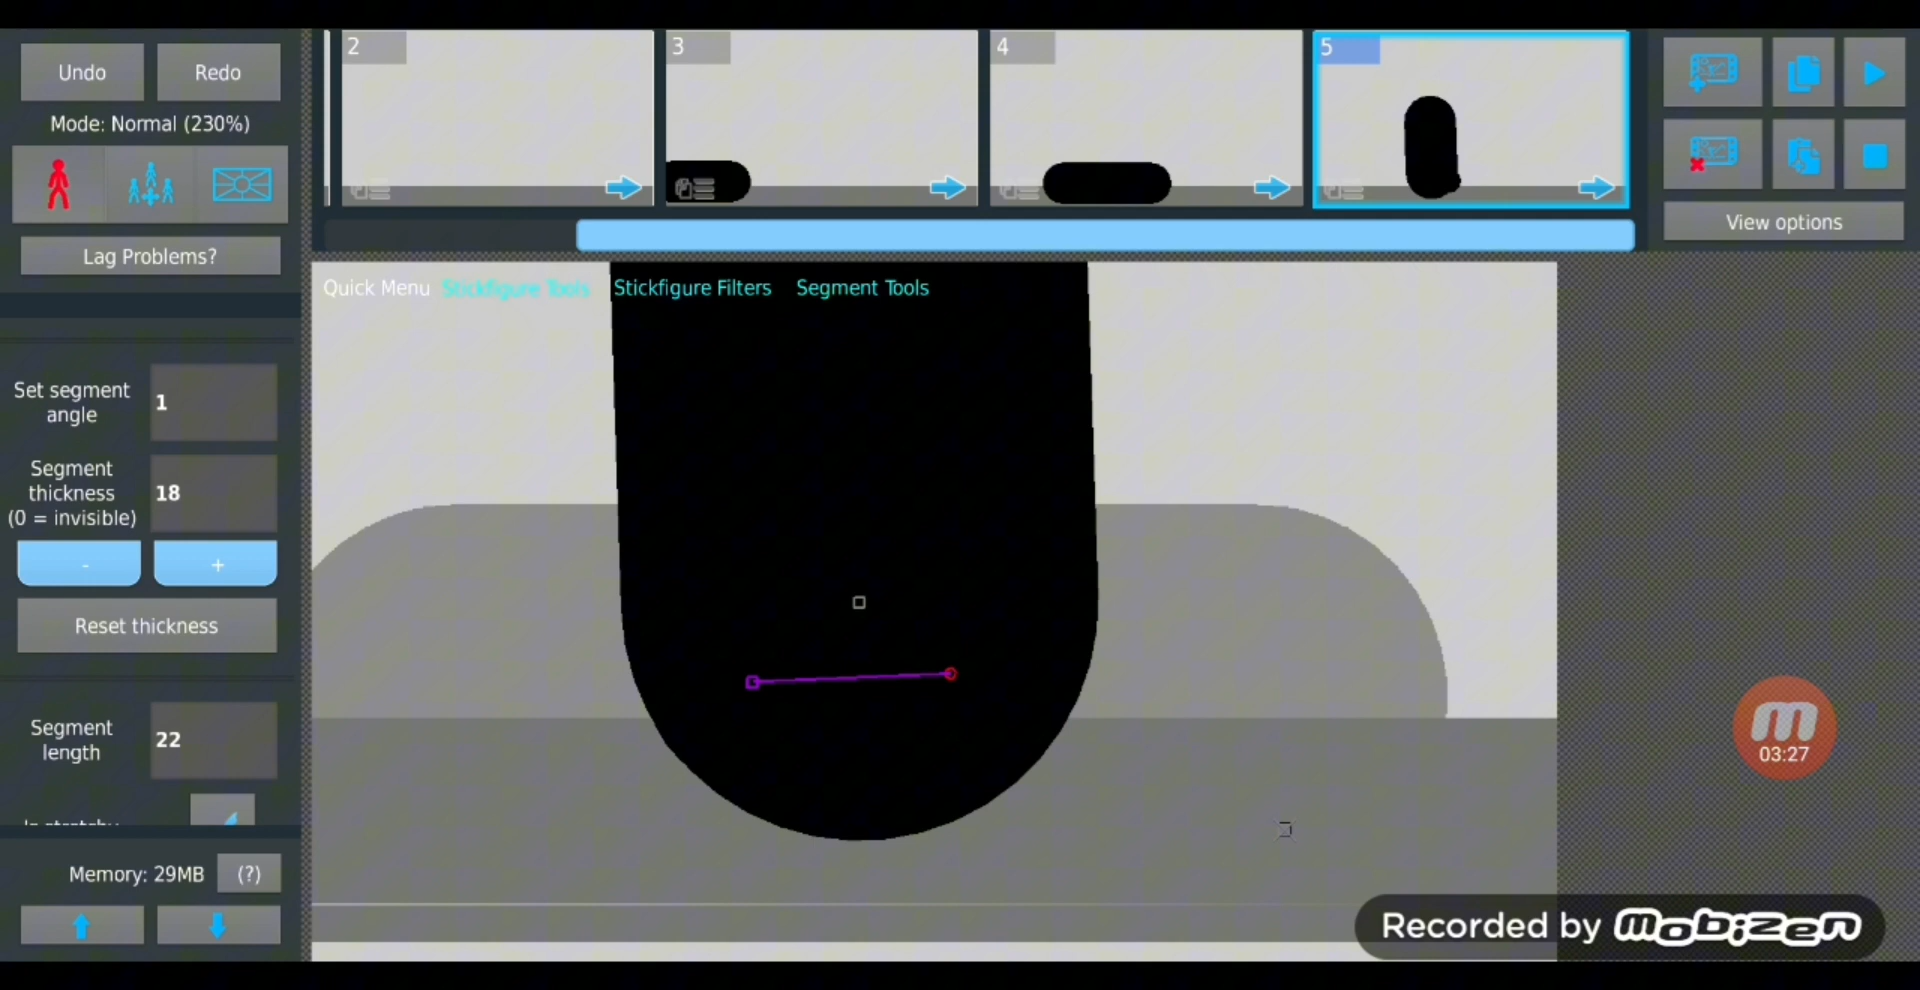 Undo
Redo
Mode: Normal (230%)
Lag Problems?
2
3
4
5
View options
Quick Menu
Stickfigure Tools
Stickfigure Filters
Segment Tools
Set segment
angle
1
Segment
thickness
(0 = invisible)
18
-
+
Reset thickness
Segment
length
22
Memory: 29MB
(?)
03:27
Recorded by Mobizen